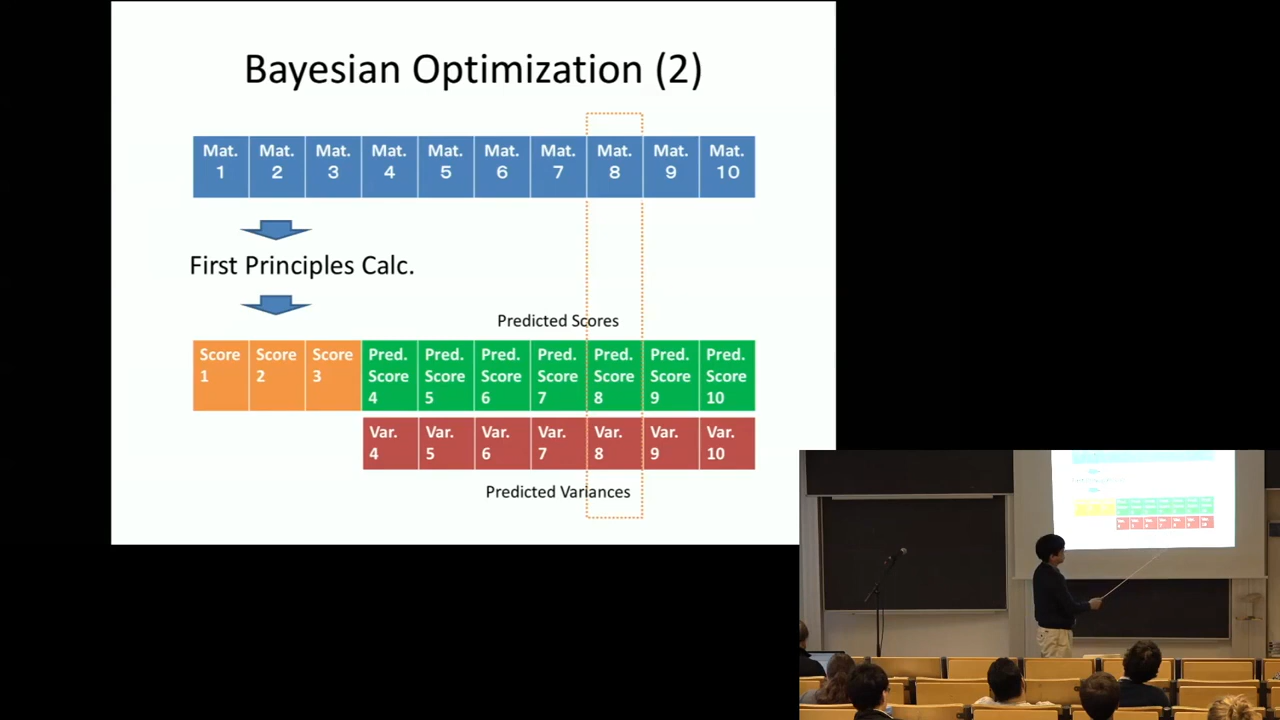 Bayesian Optimization (2)
Mat. Mat. Mat. Mat. Mat. Mat. Mat. Mat. Mat. Mat.
1 2 3 4 5 6 7 8 9 10
First Principles Calc.
Predicted Scores
Score Score Score Pred. Pred. Pred. Pred. Pred. Pred. Pred.
1 2 3 Score Score Score Score Score Score Score
4 5 6 7 8 9 10
Var. Var. Var. Var. Var. Var. Var.
4 5 6 7 8 9 10
Predicted Variances